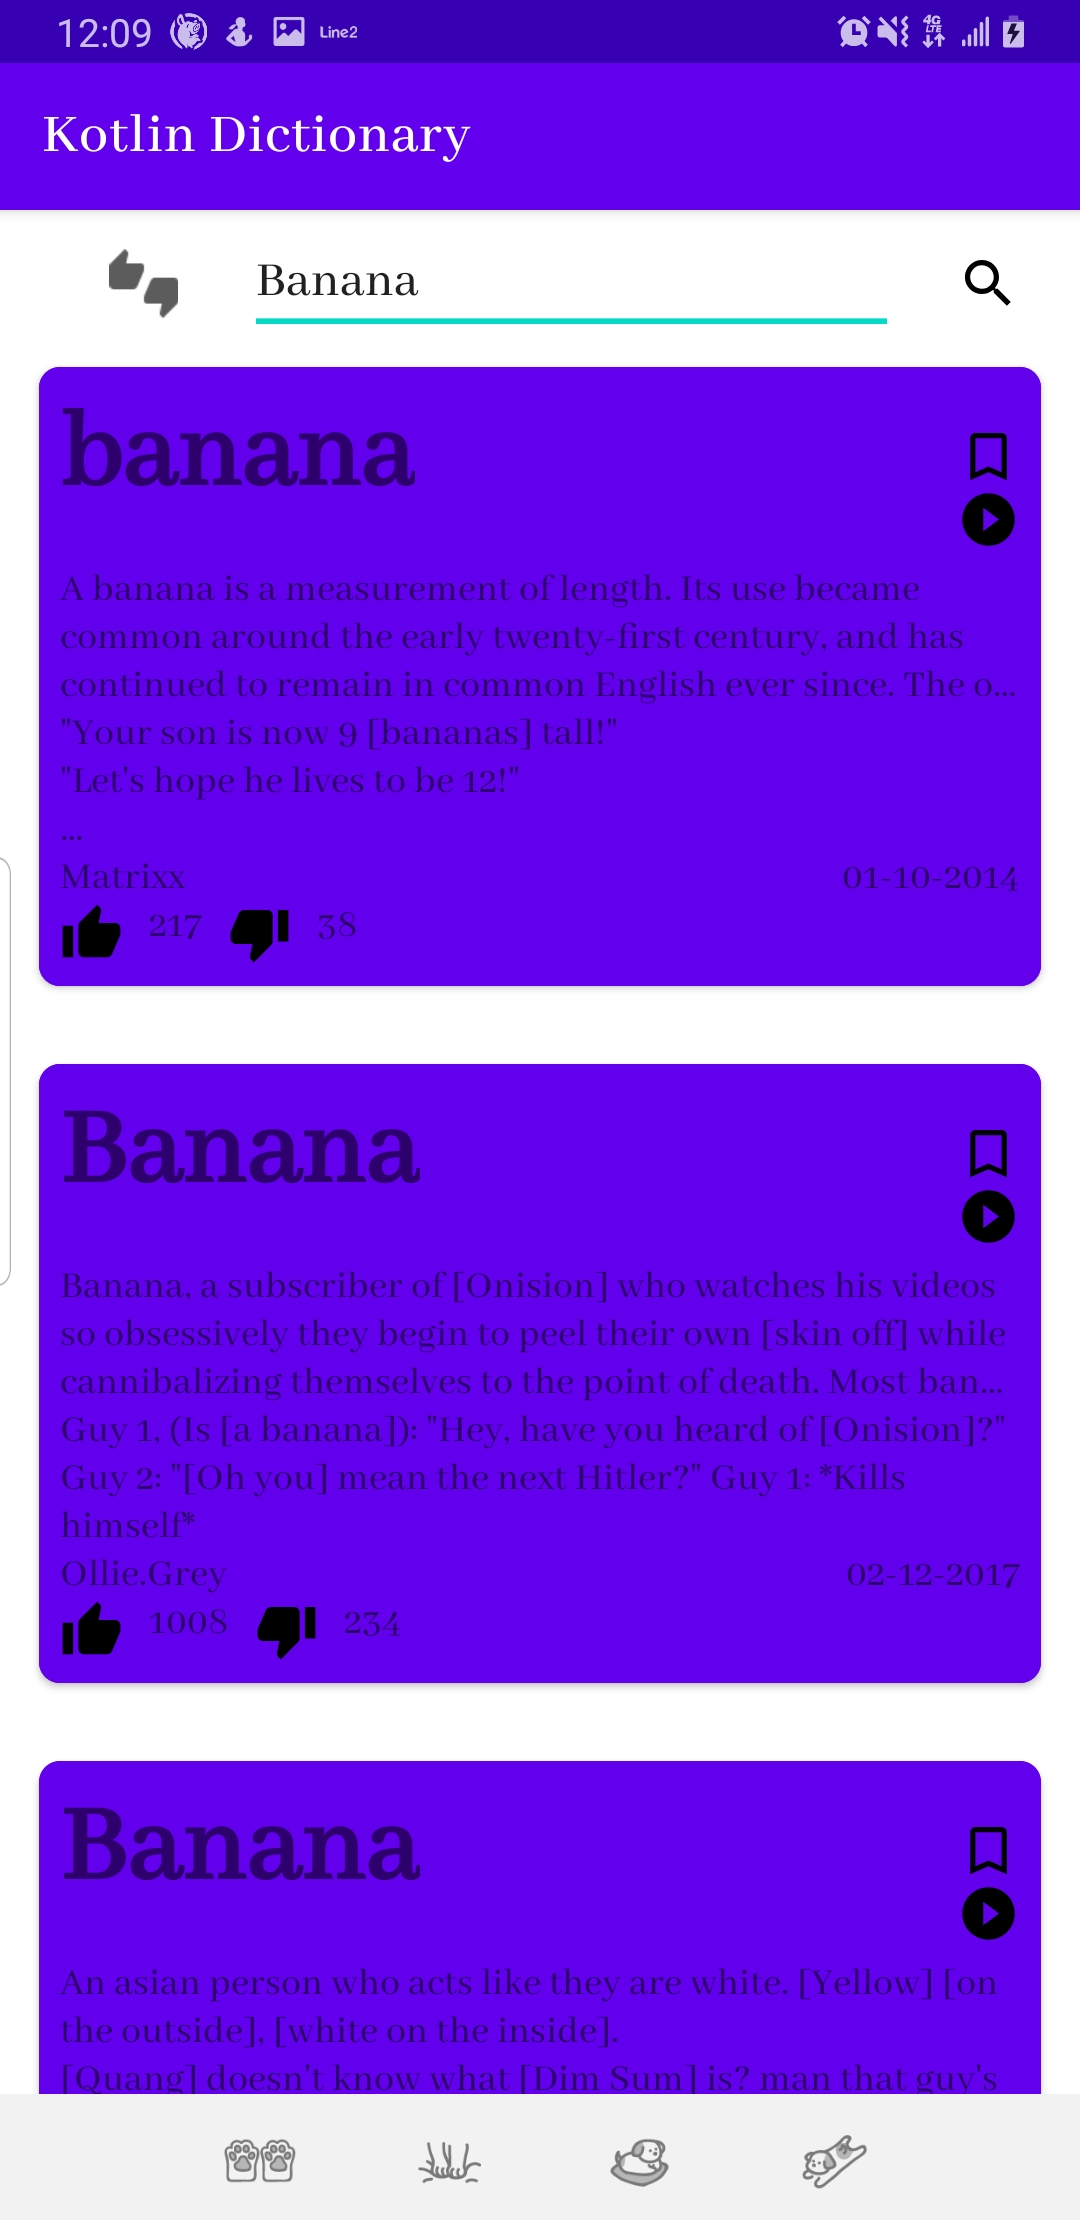 12:09 Line2 4G LTE
Kotlin Dictionary
Banana
banana
A banana is a measurement of length. Its use became
common around the early twenty-first century, and has
continued to remain in common English ever since. The o...
"Your son is now 9 [bananas] tall!"
"Let's hope he lives to be 12!"
...
Matrixx 01-10-2014
217 38
Banana
Banana, a subscriber of [Onision] who watches his videos
so obsessively they begin to peel their own [skin off] while
cannibalizing themselves to the point of death. Most ban...
Guy 1, (Is [a banana]): "Hey, have you heard of [Onision]?"
Guy 2: "[Oh you] mean the next Hitler?" Guy 1: *Kills
himself*
Ollie.Grey 02-12-2017
1008 234
Banana
An asian person who acts like they are white. [Yellow] [on
the outside], [white on the inside].
[Quang] doesn't know what [Dim Sum] is? man that guy's